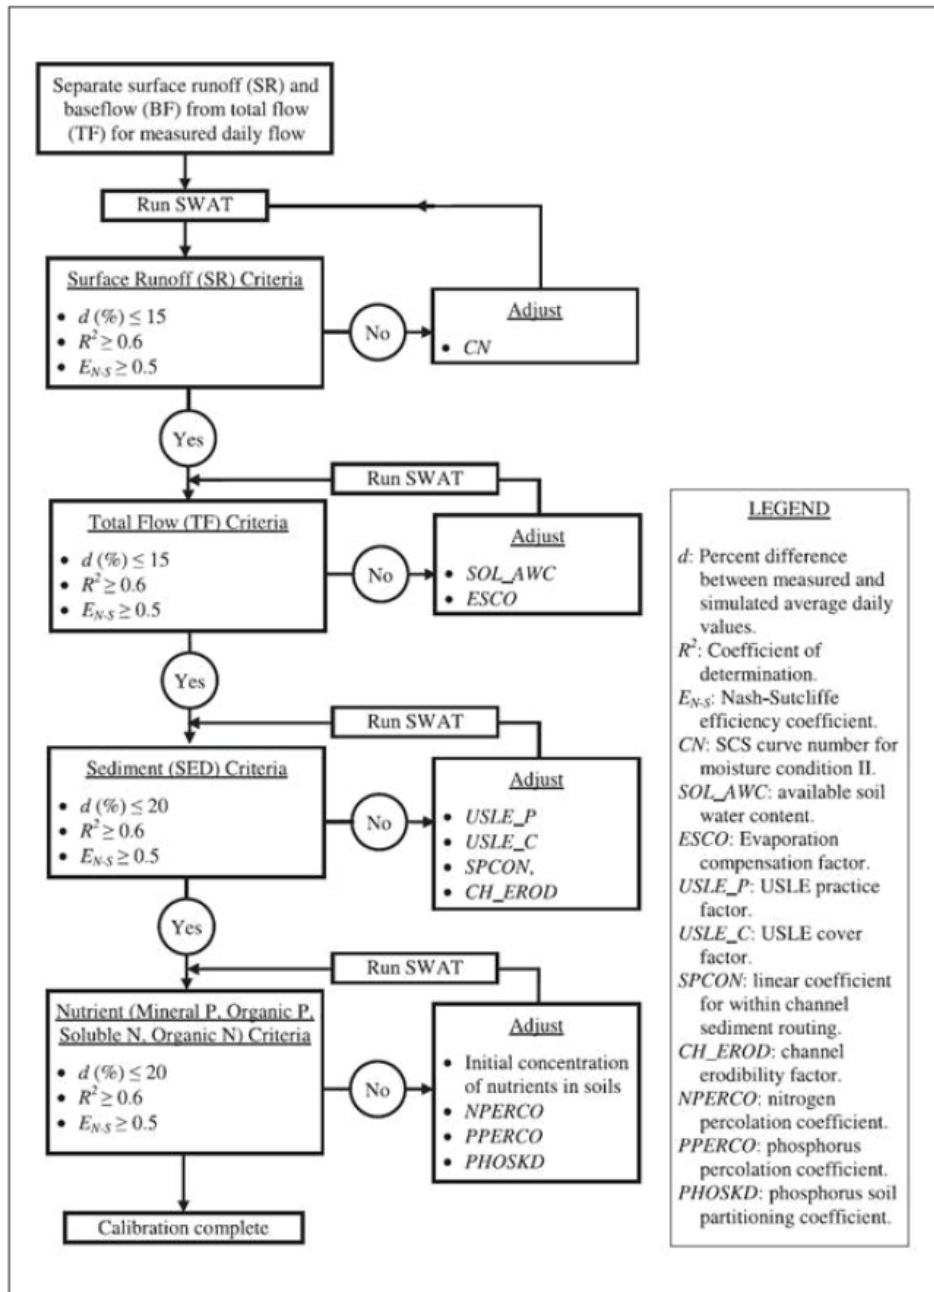 Separate surface runoff (SR) and
baseflow (BF) from total flow
(TF) for measured daily flow
Run SWAT
Surface Runoff (SR) Criteria
• d (%) ≤ 15
• R² ≥ 0.6
• E_N-S ≥ 0.5
No
Adjust
• CN
Yes
Run SWAT
Total Flow (TF) Criteria
• d (%) ≤ 15
• R² ≥ 0.6
• E_N-S ≥ 0.5
No
Adjust
• SOL_AWC
• ESCO
Yes
Run SWAT
Sediment (SED) Criteria
• d (%) ≤ 20
• R² ≥ 0.6
• E_N-S ≥ 0.5
No
Adjust
• USLE_P
• USLE_C
• SPCON,
• CH_EROD
Yes
Run SWAT
Nutrient (Mineral P, Organic P,
Soluble N, Organic N) Criteria
• d (%) ≤ 20
• R² ≥ 0.6
• E_N-S ≥ 0.5
No
Adjust
• Initial concentration
of nutrients in soils
• NPERCO
• PPERCO
• PHOSKD
Calibration complete
LEGEND
d: Percent difference
between measured and
simulated average daily
values.
R²: Coefficient of
determination.
E_N-S: Nash-Sutcliffe
efficiency coefficient.
CN: SCS curve number for
moisture condition II.
SOL_AWC: available soil
water content.
ESCO: Evaporation
compensation factor.
USLE_P: USLE practice
factor.
USLE_C: USLE cover
factor.
SPCON: linear coefficient
for within channel
sediment routing.
CH_EROD: channel
erodibility factor.
NPERCO: nitrogen
percolation coefficient.
PPERCO: phosphorus
percolation coefficient.
PHOSKD: phosphorus soil
partitioning coefficient.